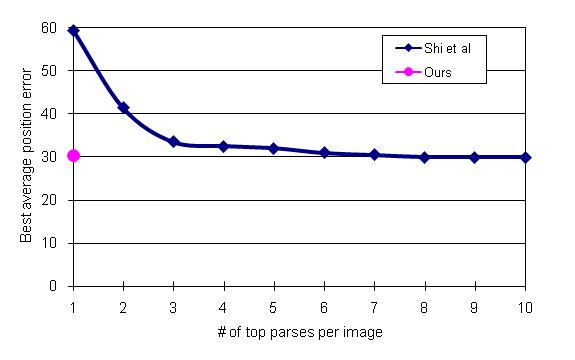 60
50
40
30
20
10
0
Best average position error
Shi et al
Ours
1 2 3 4 5 6 7 8 9 10
# of top parses per image